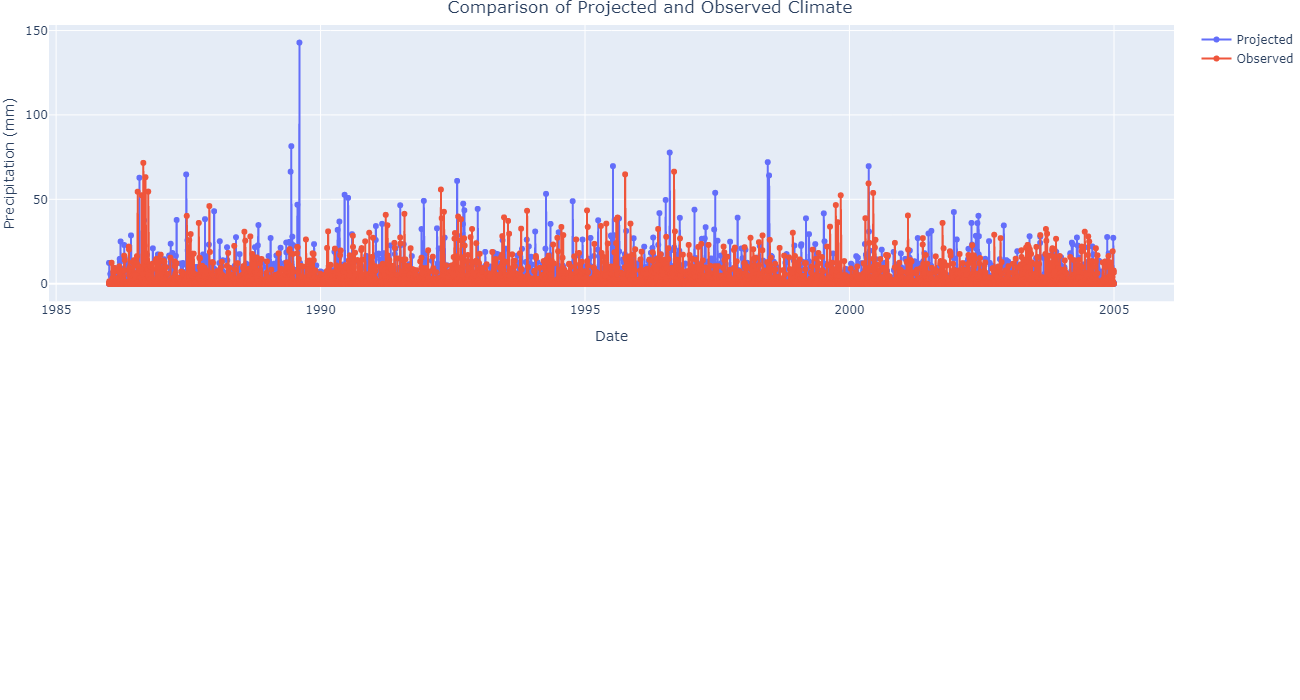 Comparison of Projected and Observed Climate
150
100
50
0
Precipitation (mm)
1985
1990
1995
2000
2005
Date
Projected
Observed